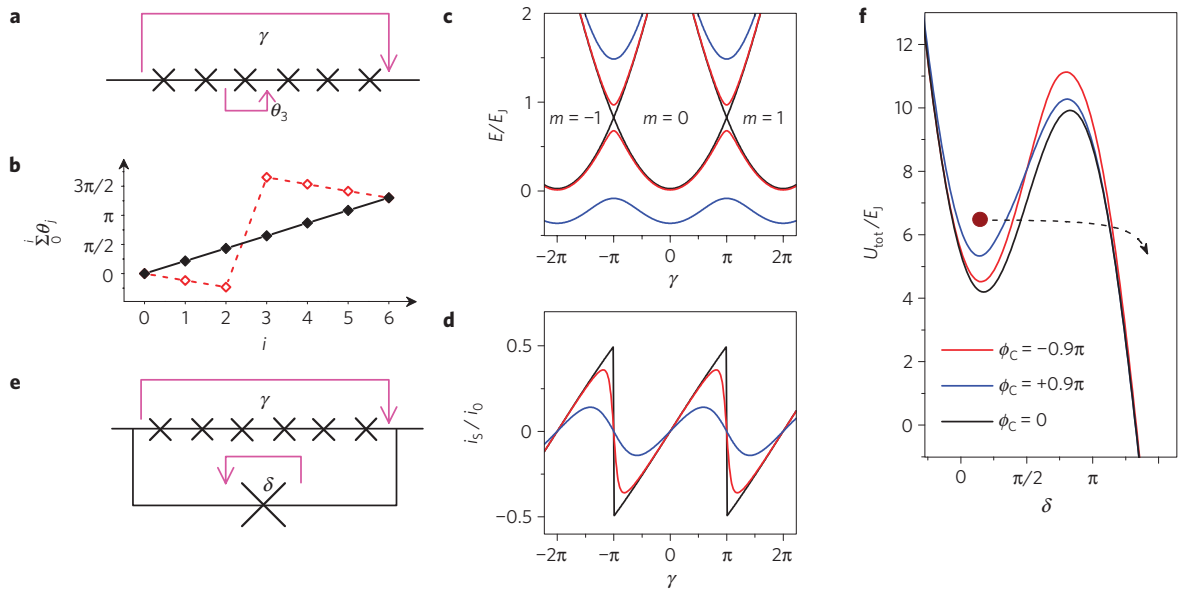 a
γ
θ3
b
i
Σθj
0
3π/2
π
π/2
0
0 1 2 3 4 5 6
i
e
γ
δ
c
E/EJ
2
1
0
m = −1 m = 0 m = 1
−2π −π 0 π 2π
γ
d
is / i0
0.5
0
−0.5
−2π −π 0 π 2π
γ
f
Utot/EJ
12
10
8
6
4
2
0
ϕC = −0.9π
ϕC = +0.9π
ϕC = 0
0 π/2 π
δ